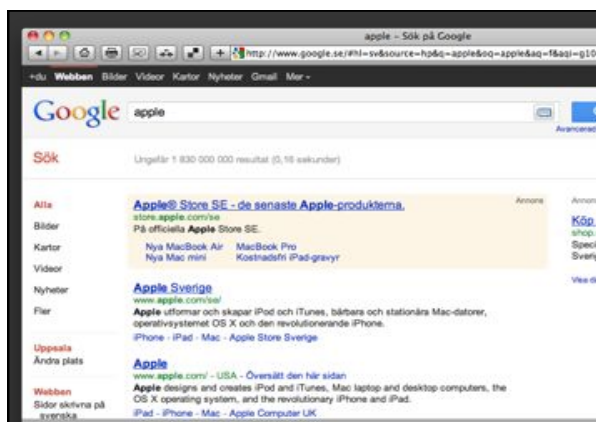 apple – Sök på Google
http://www.google.se/#hl=sv&source=hp&q=apple&oq=apple&aq=f&aqi=g10
+du Webben Bilder Videor Kartor Nyheter Gmail Mer
Google apple
Avancerad
Sök Ungefär 1 830 000 000 resultat (0,16 sekunder)
Alla
Bilder
Kartor
Videor
Nyheter
Fler
Uppsala
Ändra plats
Webben
Sidor skrivna på
svenska
Apple® Store SE - de senaste Apple-produkterna.
Annons
store.apple.com/se
På officiella Apple Store SE.
Nya MacBook Air MacBook Pro
Nya Mac mini Kostnadsfri iPad-gravyr
Apple Sverige
www.apple.com/se/
Apple utformar och skapar iPod och iTunes, bärbara och stationära Mac-datorer,
operativsystemet OS X och den revolutionerande iPhone.
iPhone - iPad - Mac - Apple Store Sverige
Apple
www.apple.com/ - USA - Översätt den här sidan
Apple designs and creates iPod and iTunes, Mac laptop and desktop computers, the
OS X operating system, and the revolutionary iPhone and iPad.
iPad - iPhone - Mac - Apple Computer UK
Köp
shop.
Speci
Sverig
Visa di